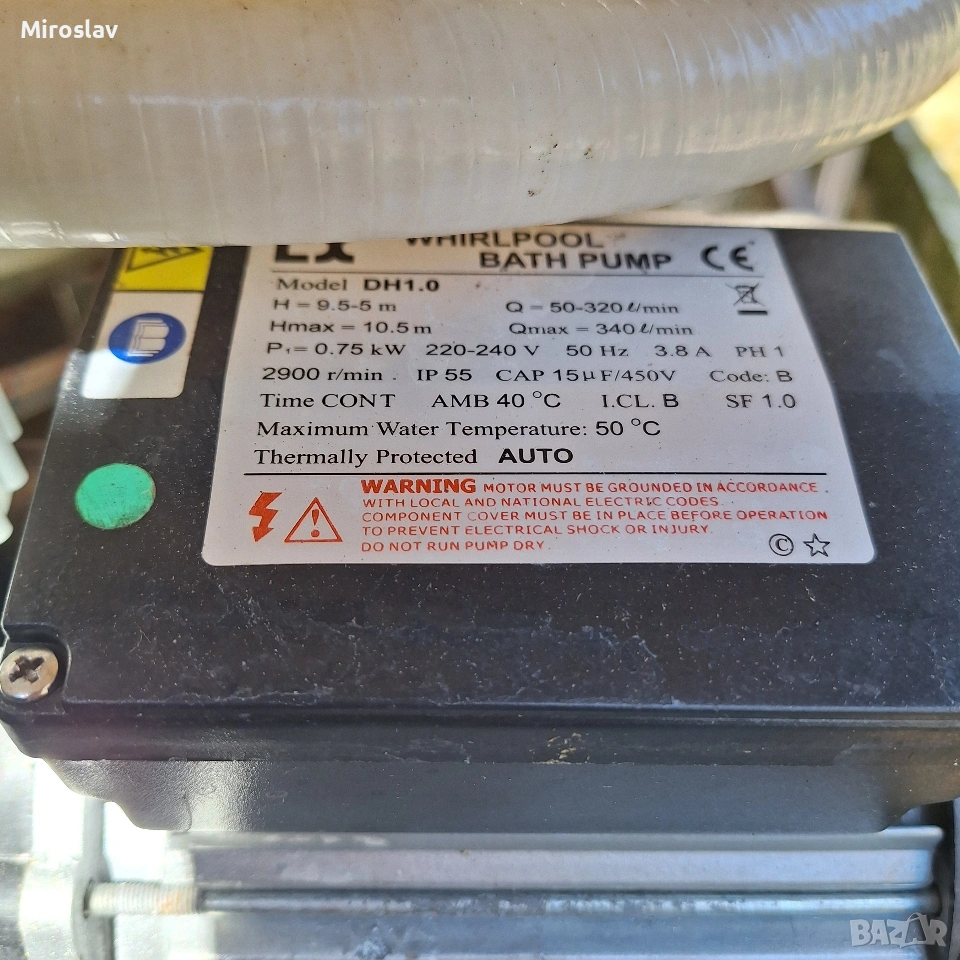 Miroslav
LX WHIRLPOOL
BATH PUMP CE
Model DH1.0
H = 9.5-5 m Q = 50-320 ℓ/min
Hmax = 10.5 m Qmax = 340 ℓ/min
P₁= 0.75 kW 220-240 V 50 Hz 3.8 A PH 1
2900 r/min . IP 55 CAP 15µF/450V Code: B
Time CONT AMB 40 °C I.CL. B SF 1.0
Maximum Water Temperature: 50 °C
Thermally Protected AUTO
WARNING MOTOR MUST BE GROUNDED IN ACCORDANCE
WITH LOCAL AND NATIONAL ELECTRIC CODES.
COMPONENT COVER MUST BE IN PLACE BEFORE OPERATION
TO PREVENT ELECTRICAL SHOCK OR INJURY.
DO NOT RUN PUMP DRY.
©
BAZAR